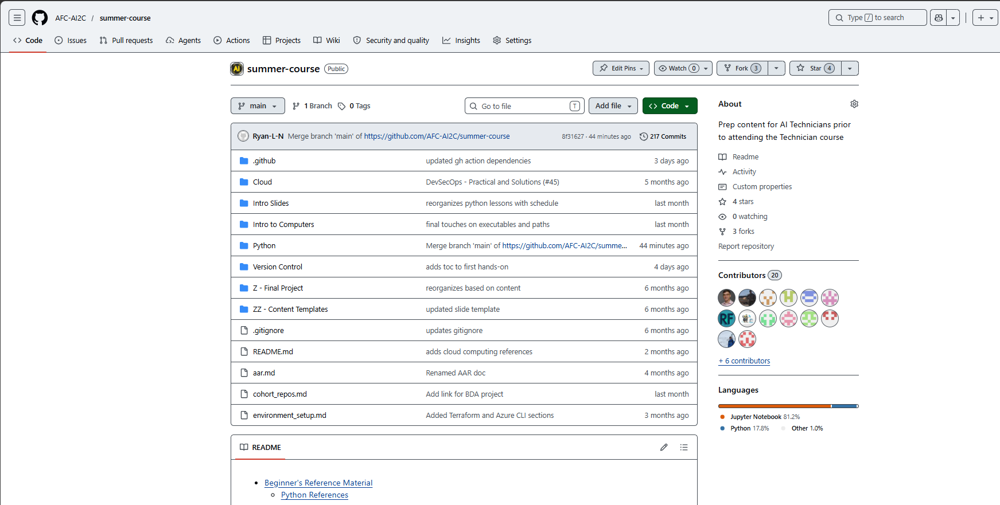 AFC-AI2C / summer-course
Type / to search
Code Issues Pull requests Agents Actions Projects Wiki Security and quality Insights Settings
Ai summer-course Public
Edit Pins Watch 0 Fork 3 Star 4
main 1 Branch 0 Tags Go to file T Add file Code
Ryan-L-N Merge branch 'main' of https://github.com/AFC-AI2C/summer-course 8f31627 · 44 minutes ago 217 Commits
.github updated gh action dependencies 3 days ago
Cloud DevSecOps - Practical and Solutions (#45) 5 months ago
Intro Slides reorganizes python lessons with schedule last month
Intro to Computers final touches on executables and paths last month
Python Merge branch 'main' of https://github.com/AFC-AI2C/summe... 44 minutes ago
Version Control adds toc to first hands-on 4 days ago
Z - Final Project reorganizes based on content 6 months ago
ZZ - Content Templates updated slide template 6 months ago
.gitignore updates gitignore 6 months ago
README.md adds cloud computing references 2 months ago
aar.md Renamed AAR doc 4 months ago
cohort_repos.md Add link for BDA project last month
environment_setup.md Added Terraform and Azure CLI sections 3 months ago
README
Beginner's Reference Material
Python References
About
Prep content for AI Technicians prior
to attending the Technician course
Readme
Activity
Custom properties
4 stars
0 watching
3 forks
Report repository
Contributors 20
RF
+ 6 contributors
Languages
Jupyter Notebook 81.2%
Python 17.8% Other 1.0%